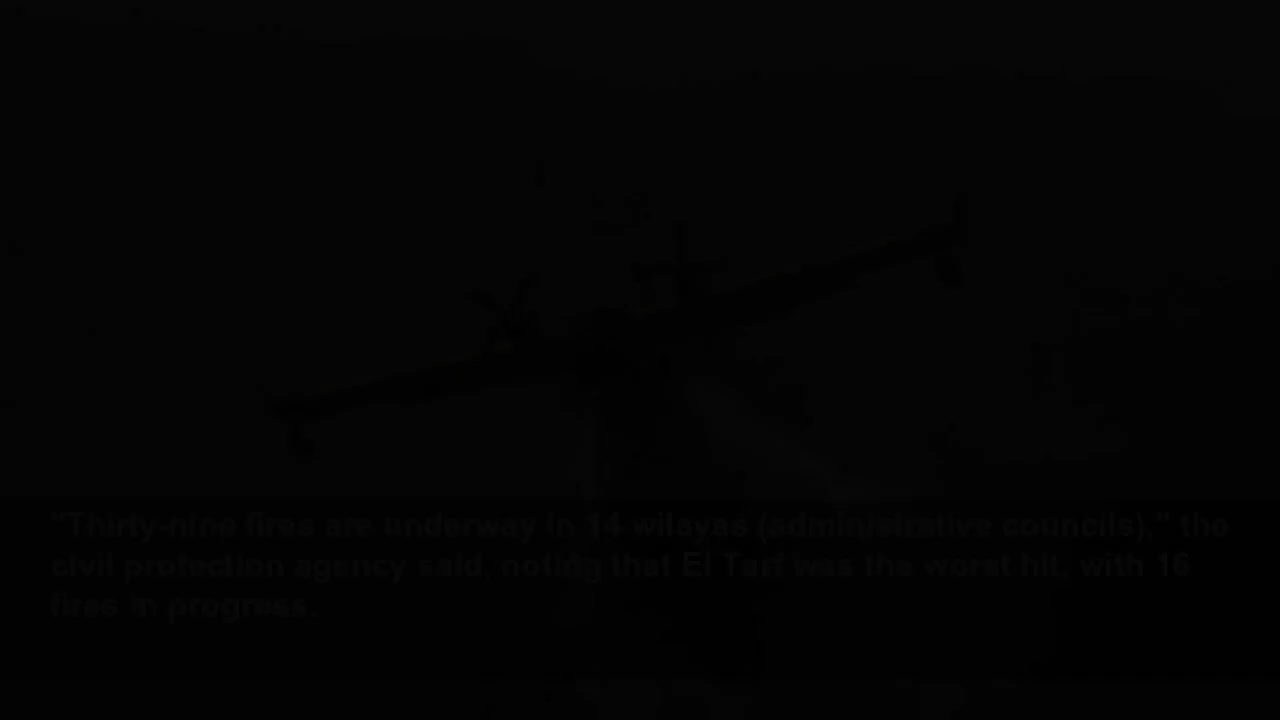 "Thirty-nine fires are underway in 14 wilayas (administrative councils)," the
civil protection agency said, noting that El Tarf was the worst hit, with 16
fires in progress.